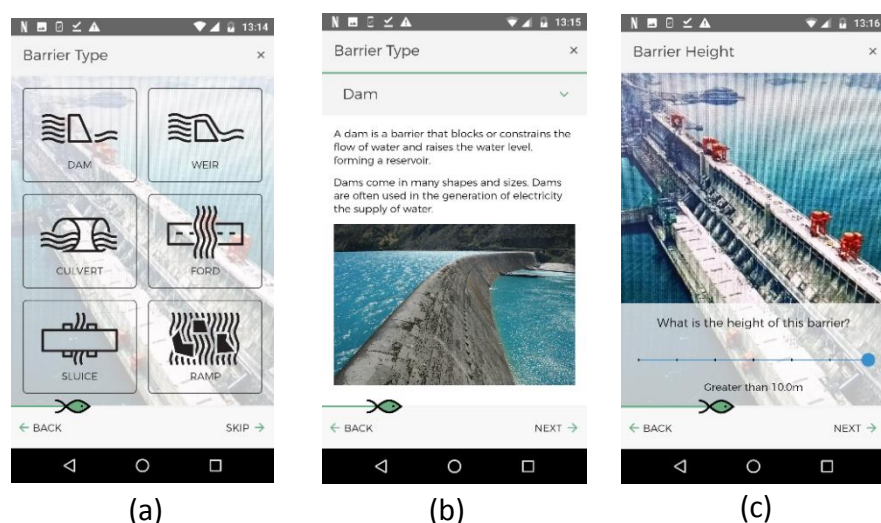 N 13:14
Barrier Type ×
DAM
WEIR
CULVERT
FORD
SLUICE
RAMP
← BACK
SKIP →
(a)
N 13:15
Barrier Type ×
Dam
A dam is a barrier that blocks or constrains the
flow of water and raises the water level.
forming a reservoir.
Dams come in many shapes and sizes. Dams
are often used in the generation of electricity
the supply of water.
← BACK
NEXT →
(b)
N 13:16
Barrier Height ×
What is the height of this barrier?
Greater than 10.0m
← BACK
NEXT →
(c)